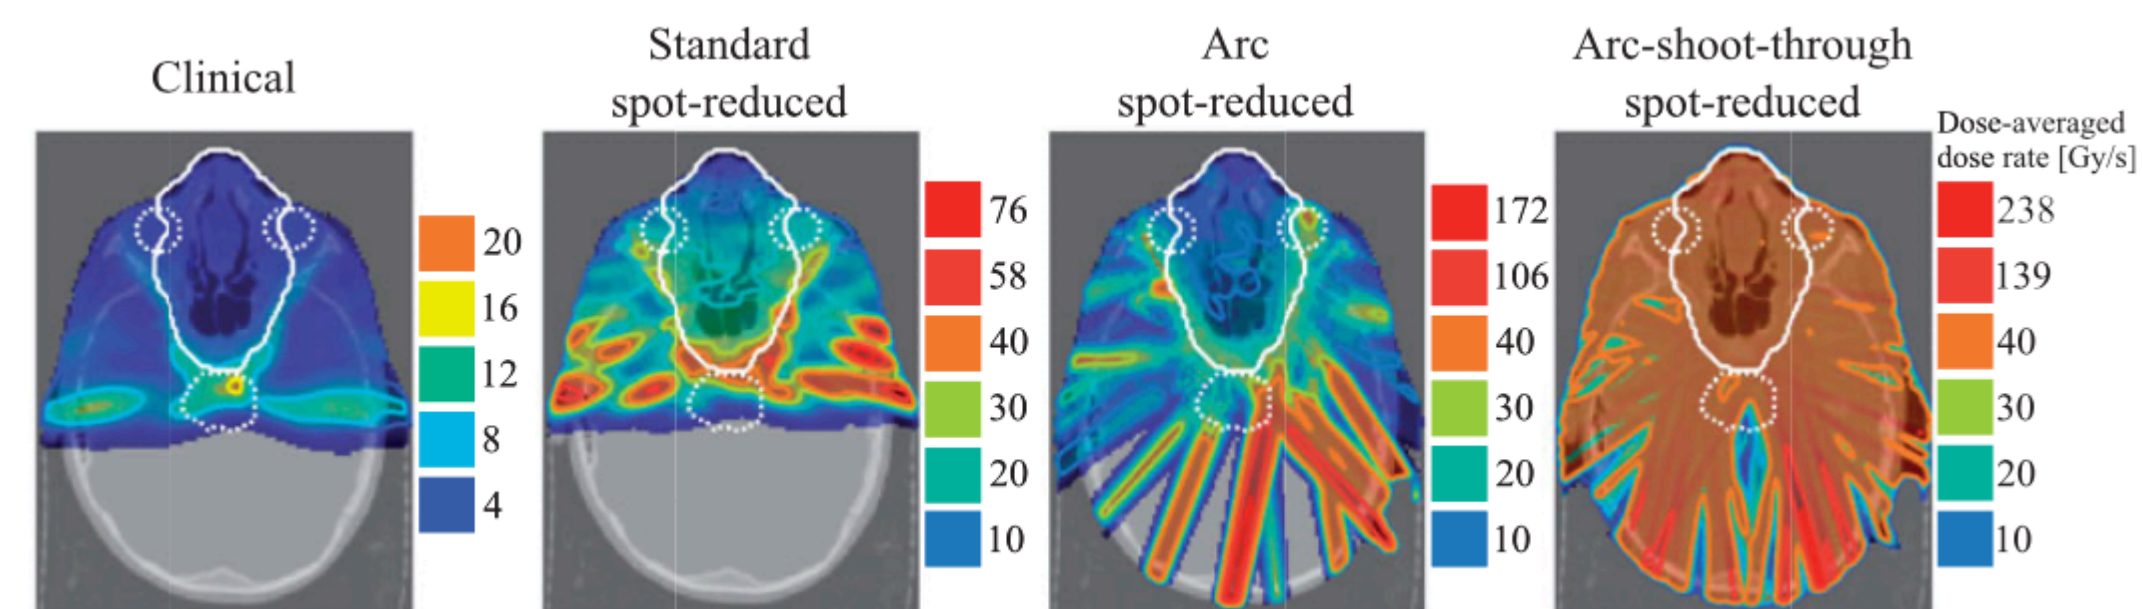 Clinical
Standard
spot-reduced
Arc
spot-reduced
Arc-shoot-through
spot-reduced
Dose-averaged
dose rate [Gy/s]
20
16
12
8
4
76
58
40
30
20
10
172
106
40
30
20
10
238
139
40
30
20
10